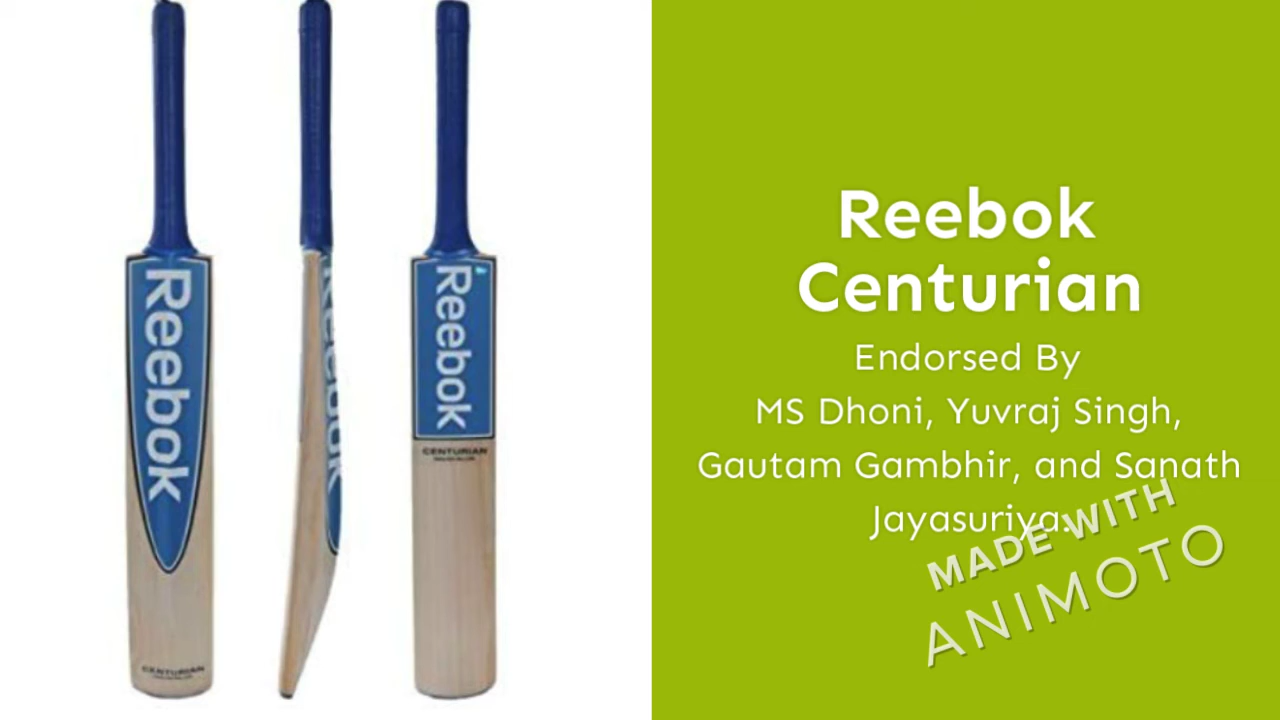 Reebok
Reebok
Reebok
CENTURIAN
CENTURIAN
Reebok
Centurian
Endorsed By
MS Dhoni, Yuvraj Singh,
Gautam Gambhir, and Sanath
Jayasuriya.
MADE WITH
ANIMOTO